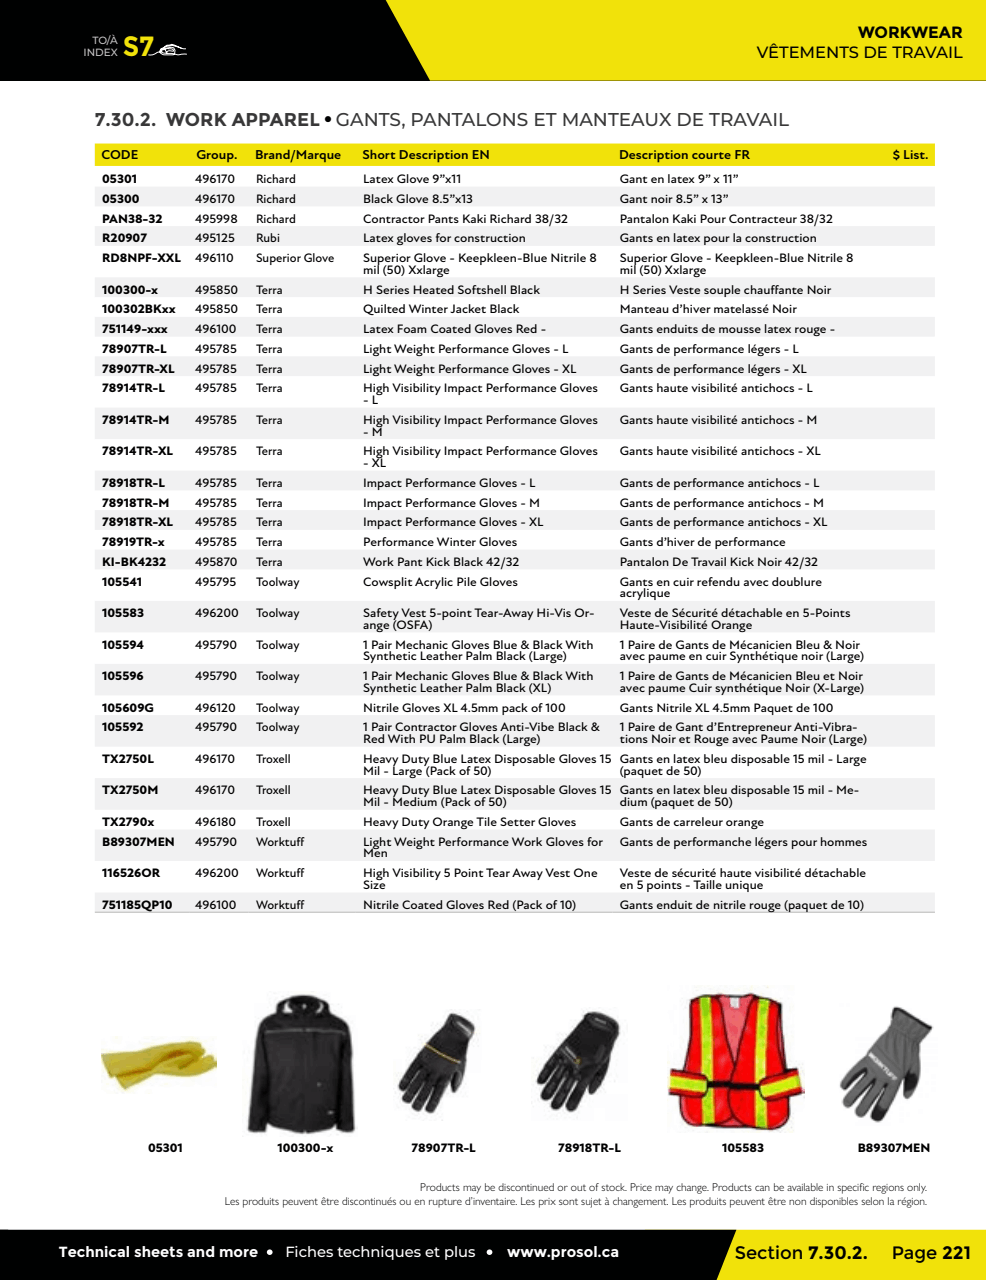 TO/À
INDEX S7
WORKWEAR
VÊTEMENTS DE TRAVAIL
7.30.2. WORK APPAREL • GANTS, PANTALONS ET MANTEAUX DE TRAVAIL
CODE Group. Brand/Marque Short Description EN Description courte FR $ List.
05301 496170 Richard Latex Glove 9”x11 Gant en latex 9” x 11”
05300 496170 Richard Black Glove 8.5”x13 Gant noir 8.5” x 13”
PAN38-32 495998 Richard Contractor Pants Kaki Richard 38/32 Pantalon Kaki Pour Contracteur 38/32
R20907 495125 Rubi Latex gloves for construction Gants en latex pour la construction
RD8NPF-XXL 496110 Superior Glove Superior Glove - Keepkleen-Blue Nitrile 8 Superior Glove - Keepkleen-Blue Nitrile 8
mil (50) Xxlarge mil (50) Xxlarge
100300-x 495850 Terra H Series Heated Softshell Black H Series Veste souple chauffante Noir
100302BKxx 495850 Terra Quilted Winter Jacket Black Manteau d’hiver matelassé Noir
751149-xxx 496100 Terra Latex Foam Coated Gloves Red - Gants enduits de mousse latex rouge -
78907TR-L 495785 Terra Light Weight Performance Gloves - L Gants de performance légers - L
78907TR-XL 495785 Terra Light Weight Performance Gloves - XL Gants de performance légers - XL
78914TR-L 495785 Terra High Visibility Impact Performance Gloves Gants haute visibilité antichocs - L
- L
78914TR-M 495785 Terra High Visibility Impact Performance Gloves Gants haute visibilité antichocs - M
- M
78914TR-XL 495785 Terra High Visibility Impact Performance Gloves Gants haute visibilité antichocs - XL
- XL
78918TR-L 495785 Terra Impact Performance Gloves - L Gants de performance antichocs - L
78918TR-M 495785 Terra Impact Performance Gloves - M Gants de performance antichocs - M
78918TR-XL 495785 Terra Impact Performance Gloves - XL Gants de performance antichocs - XL
78919TR-x 495785 Terra Performance Winter Gloves Gants d’hiver de performance
KI-BK4232 495870 Terra Work Pant Kick Black 42/32 Pantalon De Travail Kick Noir 42/32
105541 495795 Toolway Cowsplit Acrylic Pile Gloves Gants en cuir refendu avec doublure
acrylique
105583 496200 Toolway Safety Vest 5-point Tear-Away Hi-Vis Or- Veste de Sécurité détachable en 5-Points
ange (OSFA) Haute-Visibilité Orange
105594 495790 Toolway 1 Pair Mechanic Gloves Blue & Black With 1 Paire de Gants de Mécanicien Bleu & Noir
Synthetic Leather Palm Black (Large) avec paume en cuir Synthétique noir (Large)
105596 495790 Toolway 1 Pair Mechanic Gloves Blue & Black With 1 Paire de Gants de Mécanicien Bleu et Noir
Synthetic Leather Palm Black (XL) avec paume Cuir synthétique Noir (X-Large)
105609G 496120 Toolway Nitrile Gloves XL 4.5mm pack of 100 Gants Nitrile XL 4.5mm Paquet de 100
105592 495790 Toolway 1 Pair Contractor Gloves Anti-Vibe Black & 1 Paire de Gant d’Entrepreneur Anti-Vibra-
Red With PU Palm Black (Large) tions Noir et Rouge avec Paume Noir (Large)
TX2750L 496170 Troxell Heavy Duty Blue Latex Disposable Gloves 15 Gants en latex bleu disposable 15 mil - Large
Mil - Large (Pack of 50) (paquet de 50)
TX2750M 496170 Troxell Heavy Duty Blue Latex Disposable Gloves 15 Gants en latex bleu disposable 15 mil - Me-
Mil - Medium (Pack of 50) dium (paquet de 50)
TX2790x 496180 Troxell Heavy Duty Orange Tile Setter Gloves Gants de carreleur orange
B89307MEN 495790 Worktuff Light Weight Performance Work Gloves for Gants de performanche légers pour hommes
Men
116526OR 496200 Worktuff High Visibility 5 Point Tear Away Vest One Veste de sécurité haute visibilité détachable
Size en 5 points - Taille unique
751185QP10 496100 Worktuff Nitrile Coated Gloves Red (Pack of 10) Gants enduit de nitrile rouge (paquet de 10)
WORKTUFF
05301 100300-x 78907TR-L 78918TR-L 105583 B89307MEN
Products may be discontinued or out of stock. Price may change. Products can be available in specific regions only.
Les produits peuvent être discontinués ou en rupture d’inventaire. Les prix sont sujet à changement. Les produits peuvent être non disponibles selon la région.
Technical sheets and more • Fiches techniques et plus • www.prosol.ca Section 7.30.2. Page 221